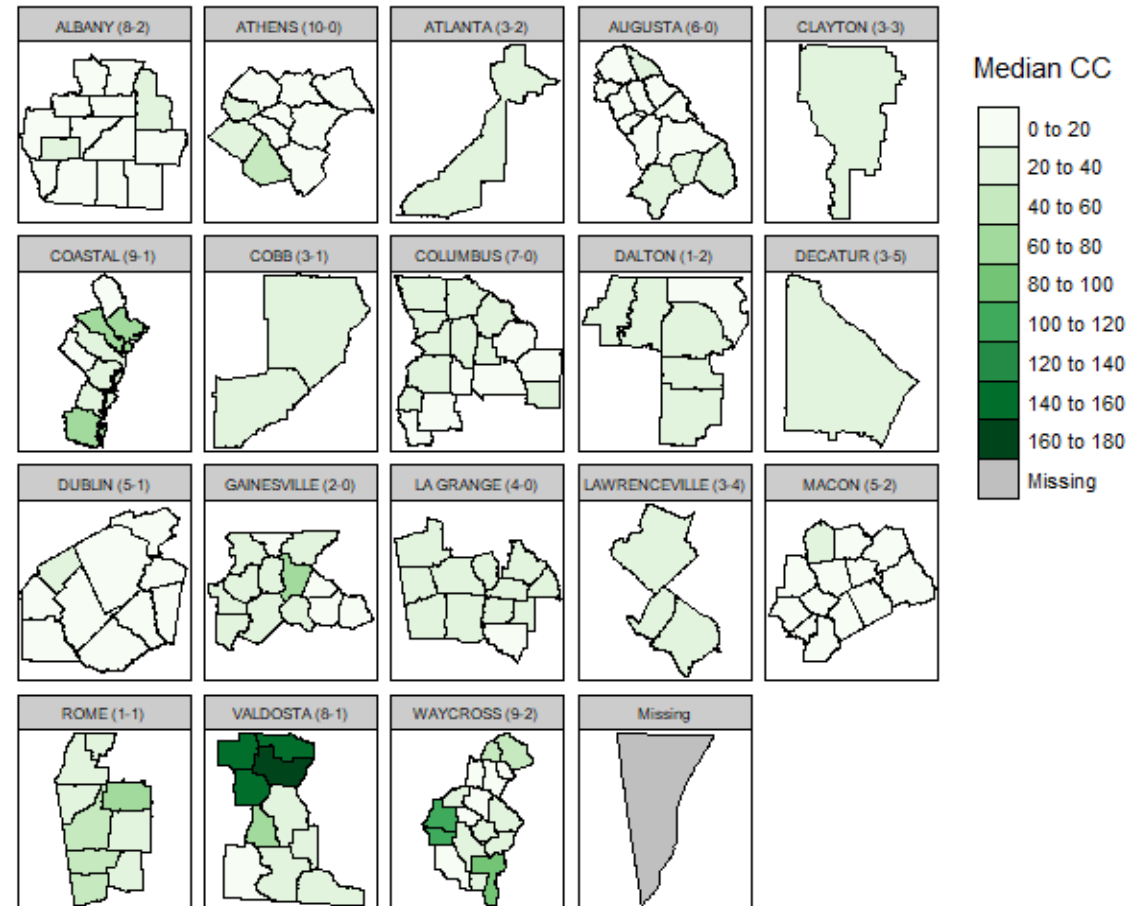 ALBANY (8-2)
ATHENS (10-0)
ATLANTA (3-2)
AUGUSTA (6-0)
CLAYTON (3-3)
COASTAL (9-1)
COBB (3-1)
COLUMBUS (7-0)
DALTON (1-2)
DECATUR (3-5)
DUBLIN (5-1)
GAINESVILLE (2-0)
LA GRANGE (4-0)
LAWRENCEVILLE (3-4)
MACON (5-2)
ROME (1-1)
VALDOSTA (8-1)
WAYCROSS (9-2)
Missing
Median CC
0 to 20
20 to 40
40 to 60
60 to 80
80 to 100
100 to 120
120 to 140
140 to 160
160 to 180
Missing